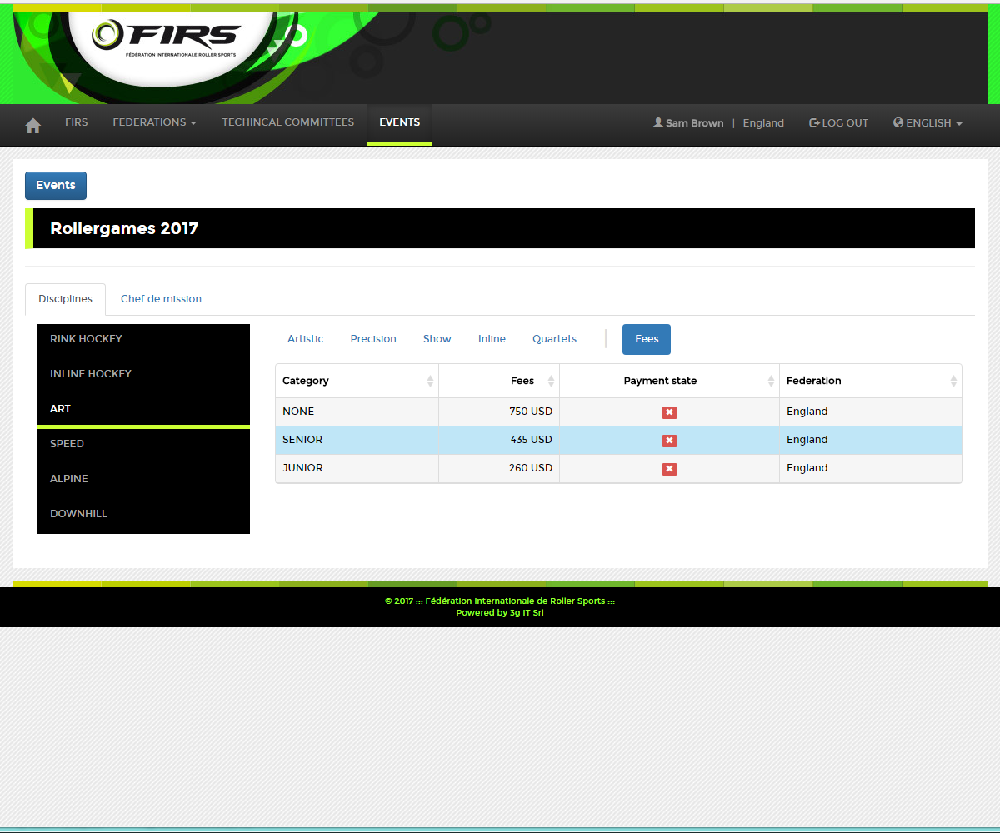 FIRS
FÉDÉRATION INTERNATIONALE ROLLER SPORTS
FIRS FEDERATIONS TECHINCAL COMMITTEES EVENTS Sam Brown | England LOG OUT ENGLISH
Events
Rollergames 2017
Disciplines Chef de mission
RINK HOCKEY
INLINE HOCKEY
ART
SPEED
ALPINE
DOWNHILL
Artistic Precision Show Inline Quartets Fees
Category Fees Payment state Federation
NONE 750 USD England
SENIOR 435 USD England
JUNIOR 260 USD England
© 2017 ::: Fédération Internationale de Roller Sports :::
Powered by 3g IT Srl